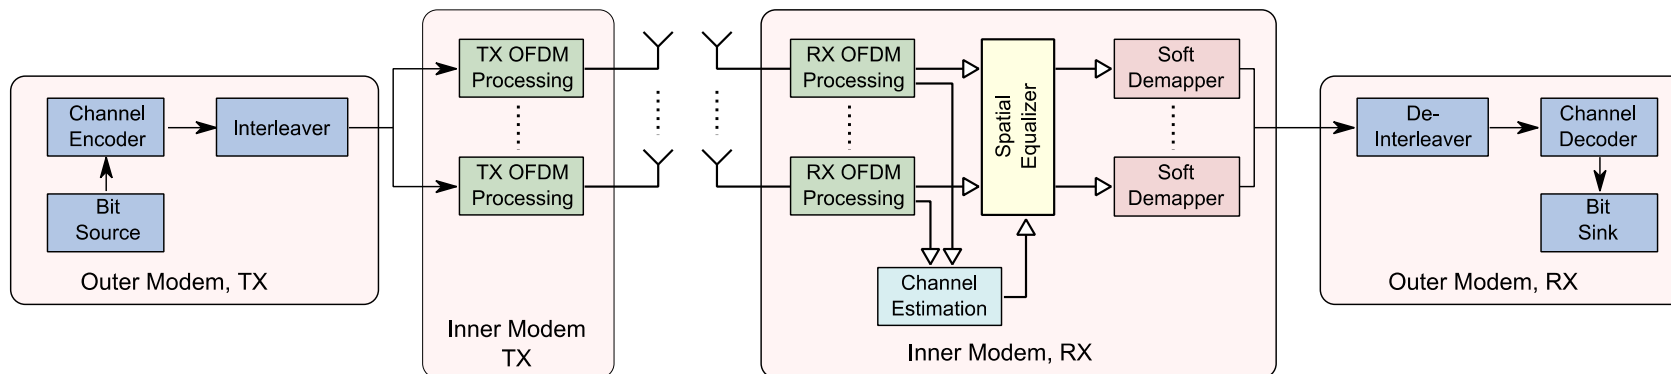 Channel
Encoder
Interleaver
Bit
Source
Outer Modem, TX
TX OFDM
Processing
TX OFDM
Processing
Inner Modem
TX
RX OFDM
Processing
RX OFDM
Processing
Spatial
Equalizer
Soft
Demapper
Soft
Demapper
Channel
Estimation
Inner Modem, RX
De-
Interleaver
Channel
Decoder
Bit
Sink
Outer Modem, RX